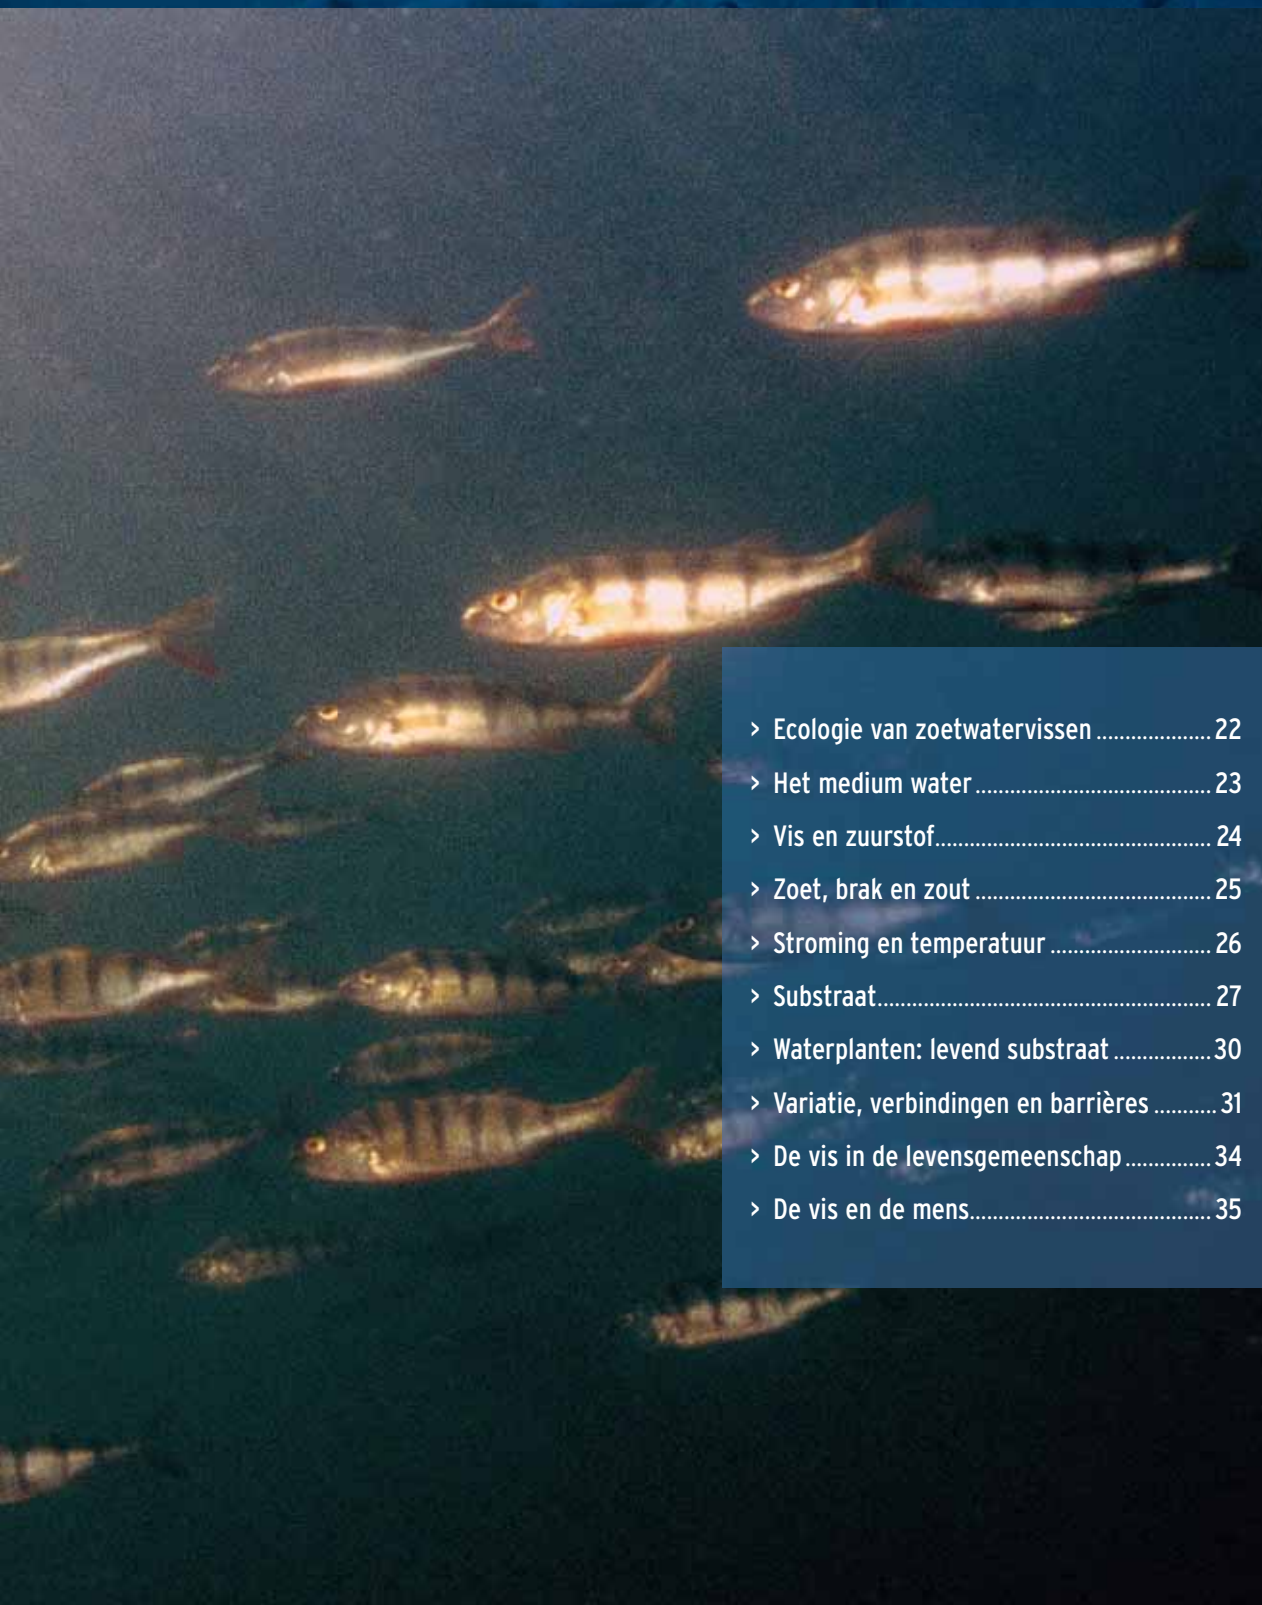 > Ecologie van zoetwatervissen ................... 22
> Het medium water ........................................ 23
> Vis en zuurstof............................................... 24
> Zoet, brak en zout ........................................ 25
> Stroming en temperatuur ........................... 26
> Substraat......................................................... 27
> Waterplanten: levend substraat ................. 30
> Variatie, verbindingen en barrières ........... 31
> De vis in de levensgemeenschap ............... 34
> De vis en de mens......................................... 35